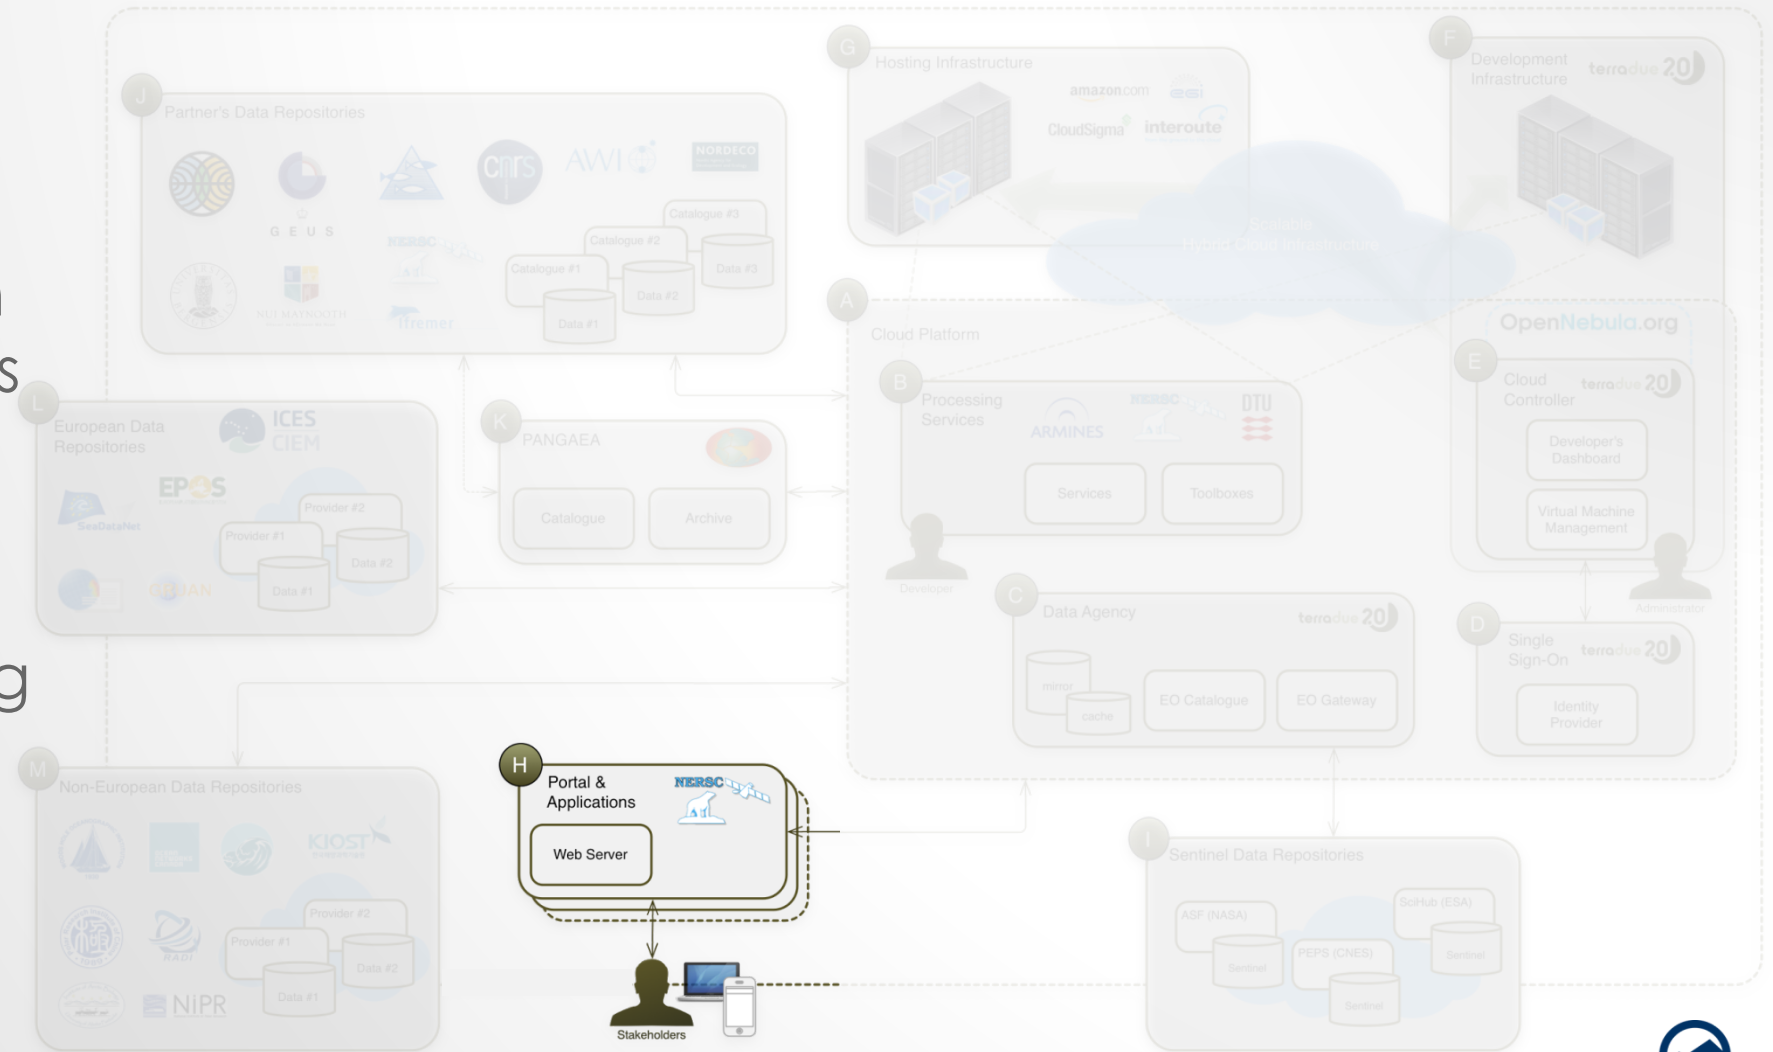 G
Hosting Infrastructure
amazon.com
EGI
CloudSigma
interoute
F
Development
Infrastructure
terradue 2.0
J
Partner's Data Repositories
GEUS
cnrs
AWI
NORDECO
NERSC
NUI MAYNOOTH
Ifremer
Catalogue #1
Catalogue #2
Catalogue #3
Data #1
Data #2
Data #3
Scalable
Hybrid Cloud Infrastructure
A
Cloud Platform
OpenNebula.org
E
Cloud
Controller
terradue 2.0
Developer's
Dashboard
Virtual Machine
Management
Administrator
B
Processing
Services
ARMINES
NERSC
DTU
Services
Toolboxes
Developer
s
L
European Data
Repositories
ICES
CIEM
EPOS
SeaDataNet
Provider #1
Provider #2
Data #1
Data #2
K
PANGAEA
Catalogue
Archive
C
Data Agency
terradue 2.0
mirror
cache
EO Catalogue
EO Gateway
D
Single
Sign-On
terradue 2.0
Identity
Provider
g
M
Non-European Data Repositories
KIOST
RADI
NiPR
Provider #1
Provider #2
Data #1
Data #2
H
Portal &
Applications
NERSC
Web Server
Stakeholders
I
Sentinel Data Repositories
ASF (NASA)
Sentinel
PEPS (CNES)
Sentinel
SciHub (ESA)
Sentinel